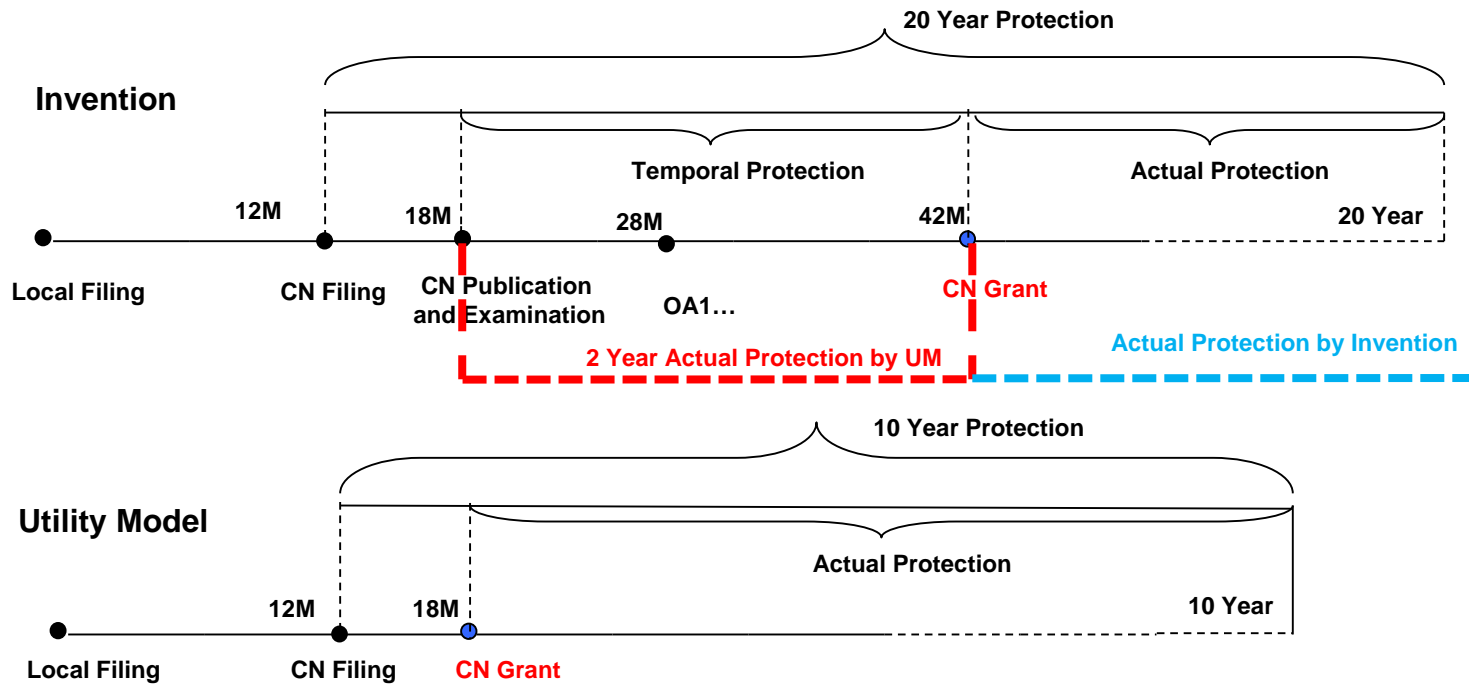 20 Year Protection
Invention
Temporal Protection
Actual Protection
12M
18M
28M
42M
20 Year
Local Filing
CN Filing
CN Publication
and Examination
OA1…
CN Grant
2 Year Actual Protection by UM
Actual Protection by Invention
10 Year Protection
Utility Model
Actual Protection
12M
18M
10 Year
Local Filing
CN Filing
CN Grant